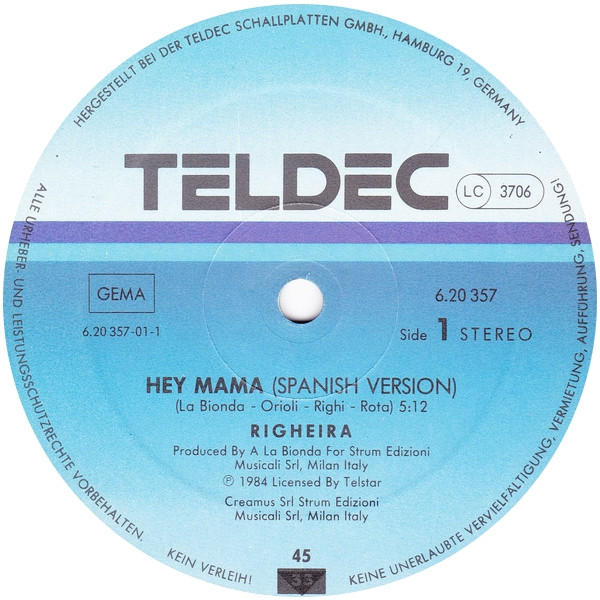 HERGESTELLT BEI DER TELDEC SCHALLPLATTEN GMBH., HAMBURG 19, GERMANY
TELDEC
LC 3706
GEMA
6.20 357
6.20 357-01-1
Side 1 STEREO
HEY MAMA (SPANISH VERSION)
(La Bionda - Orioli - Righi - Rota) 5:12
RIGHEIRA
Produced By A La Bionda For Strum Edizioni
Musicali Srl, Milan Italy
℗ 1984 Licensed By Telstar
Creamus Srl Strum Edizioni
Musicali Srl, Milan Italy
45
33
ALLE URHEBER- UND LEISTUNGSSCHUTZRECHTE VORBEHALTEN.
KEIN VERLEIH!
KEINE UNERLAUBTE VERVIELFÄLTIGUNG, VERMIETUNG, AUFFÜHRUNG, SENDUNG!